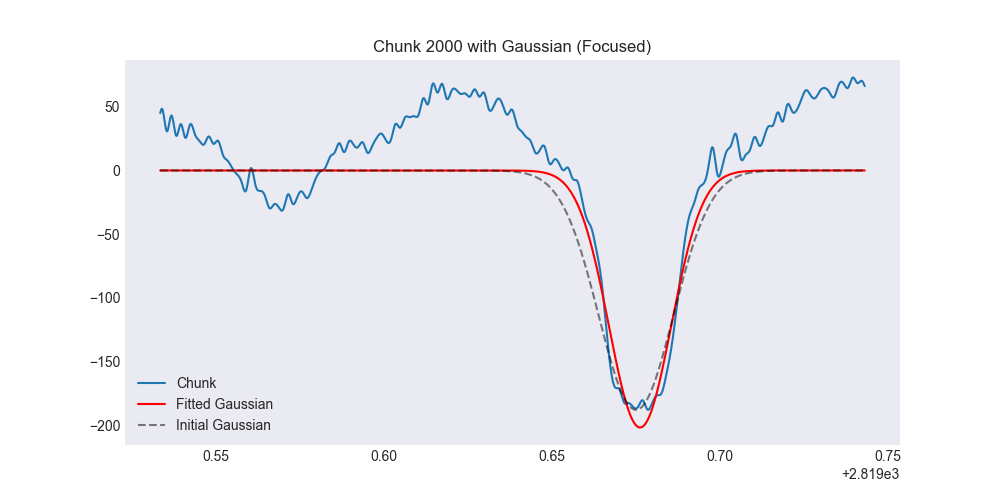 Chunk 2000 with Gaussian (Focused)
50
0
−50
−100
−150
−200
Chunk
Fitted Gaussian
Initial Gaussian
0.55 0.60 0.65 0.70 0.75
+2.819e3